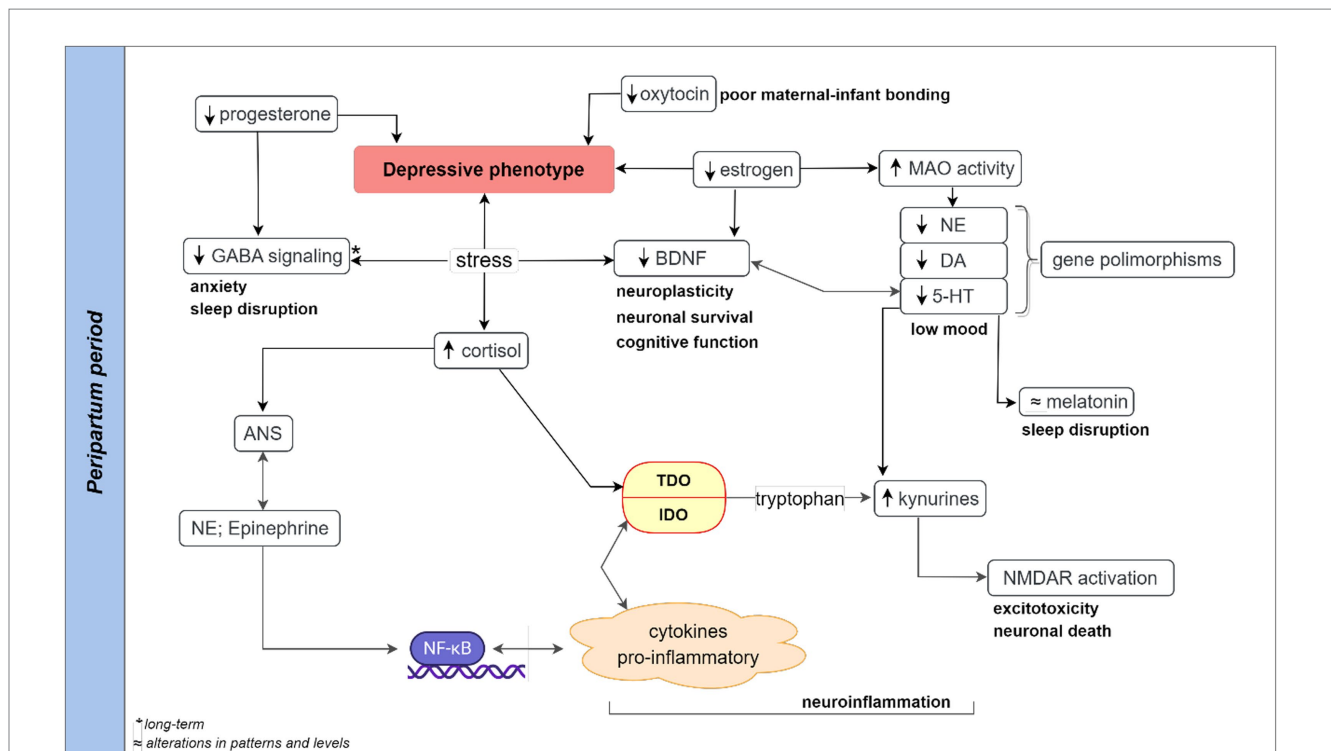 Peripartum period
↓ progesterone
↓ oxytocin
poor maternal-infant bonding
Depressive phenotype
↓ estrogen
↑ MAO activity
↓ NE
↓ DA
↓ 5-HT
low mood
gene polimorphisms
↓ GABA signaling *
anxiety
sleep disruption
stress
↓ BDNF
neuroplasticity
neuronal survival
cognitive function
↑ cortisol
≈ melatonin
sleep disruption
ANS
TDO
IDO
tryptophan
↑ kynurines
NE; Epinephrine
NMDAR activation
excitotoxicity
neuronal death
NF-κB
cytokines
pro-inflammatory
neuroinflammation
* long-term
≈ alterations in patterns and levels